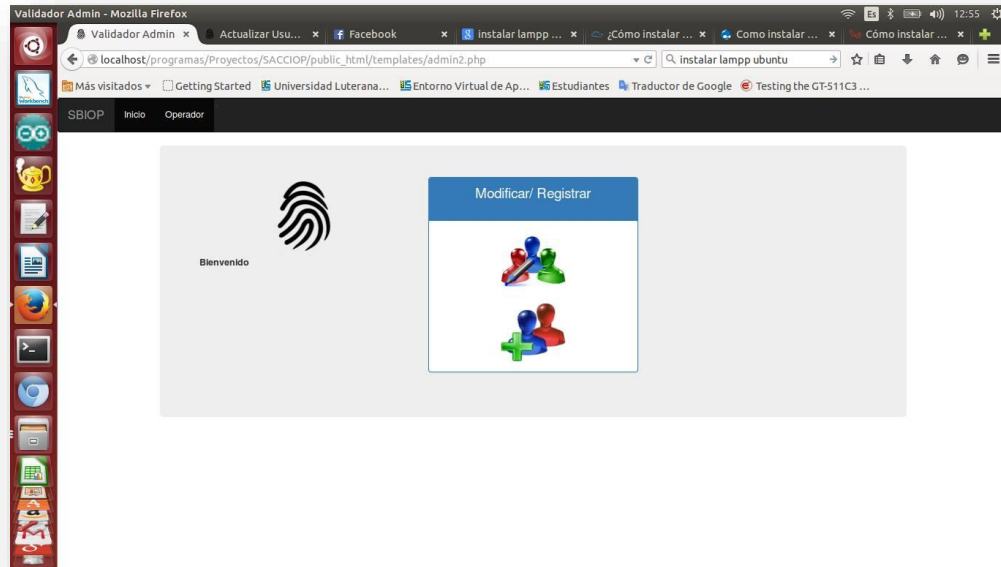 Validador Admin - Mozilla Firefox
Es
12:55
Validador Admin
Actualizar Usu...
Facebook
instalar lampp ...
¿Cómo instalar ...
Como instalar ...
Cómo instalar ...
localhost/programas/Proyectos/SACCIOP/public_html/templates/admin2.php
instalar lampp ubuntu
Más visitados
Getting Started
Universidad Luterana...
Entorno Virtual de Ap...
Estudiantes
Traductor de Google
Testing the GT-511C3 ...
SBIOP
Inicio
Operador
Modificar/ Registrar
Bienvenido